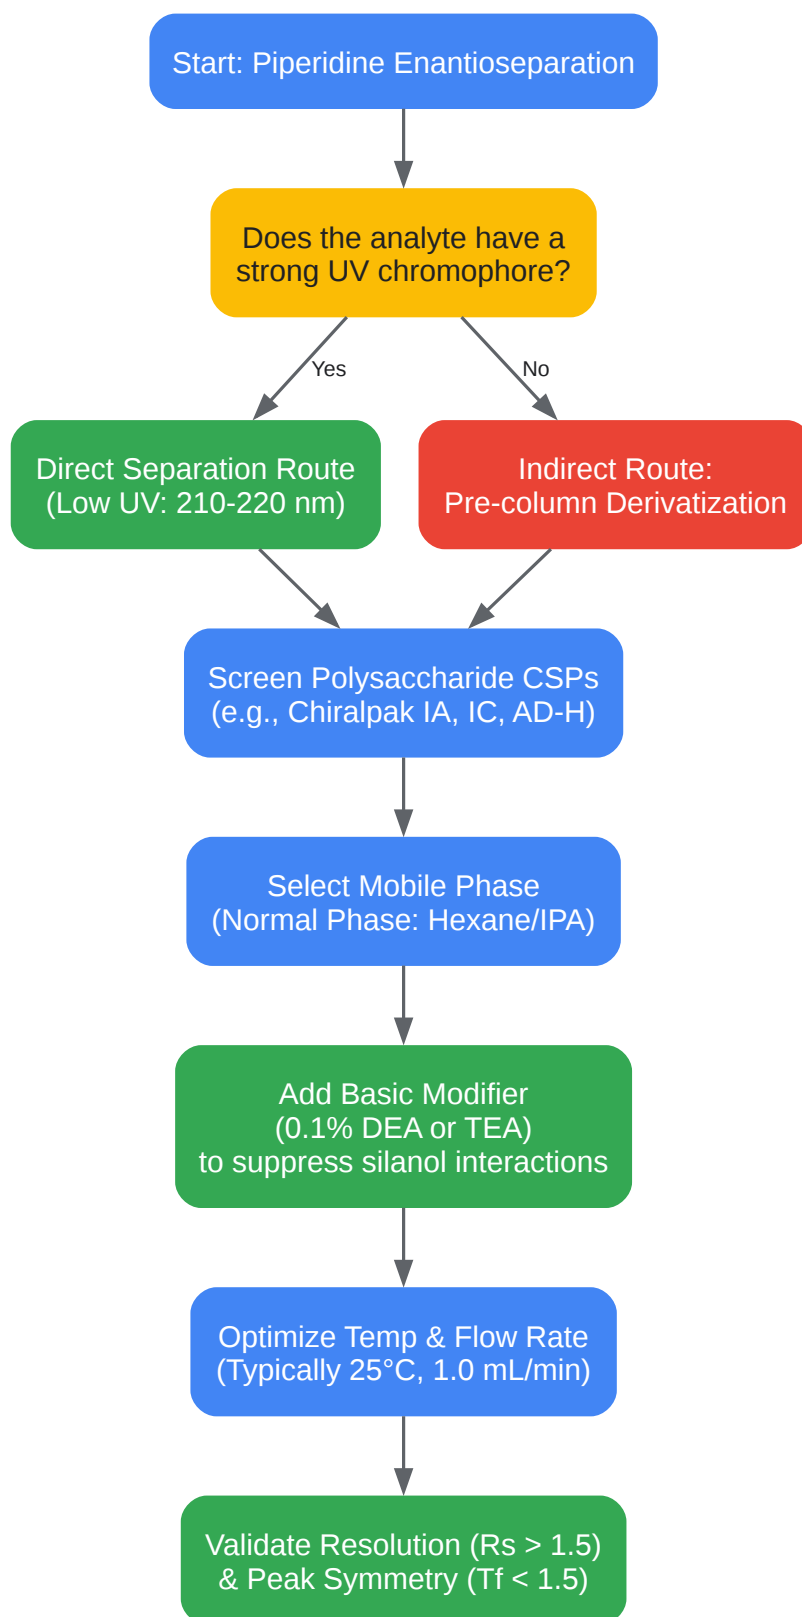 Start: Piperidine Enantioseparation
Does the analyte have a
strong UV chromophore?
Yes
No
Direct Separation Route
(Low UV: 210-220 nm)
Indirect Route:
Pre-column Derivatization
Screen Polysaccharide CSPs
(e.g., Chiralpak IA, IC, AD-H)
Select Mobile Phase
(Normal Phase: Hexane/IPA)
Add Basic Modifier
(0.1% DEA or TEA)
to suppress silanol interactions
Optimize Temp & Flow Rate
(Typically 25°C, 1.0 mL/min)
Validate Resolution (Rs > 1.5)
& Peak Symmetry (Tf < 1.5)